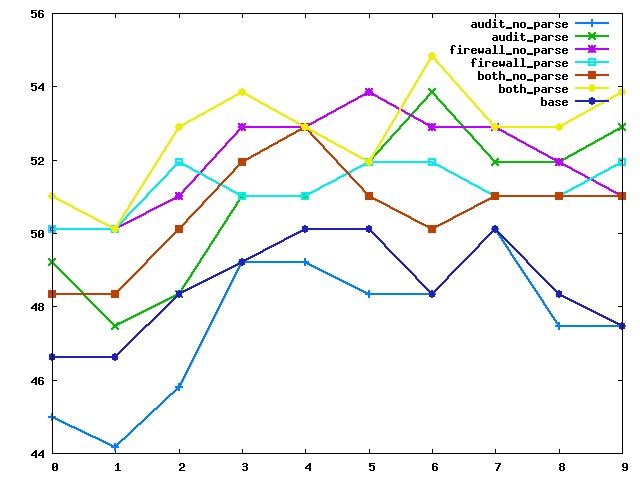 56
54
52
50
48
46
44
audit_no_parse
audit_parse
firewall_no_parse
firewall_parse
both_no_parse
both_parse
base
0 1 2 3 4 5 6 7 8 9